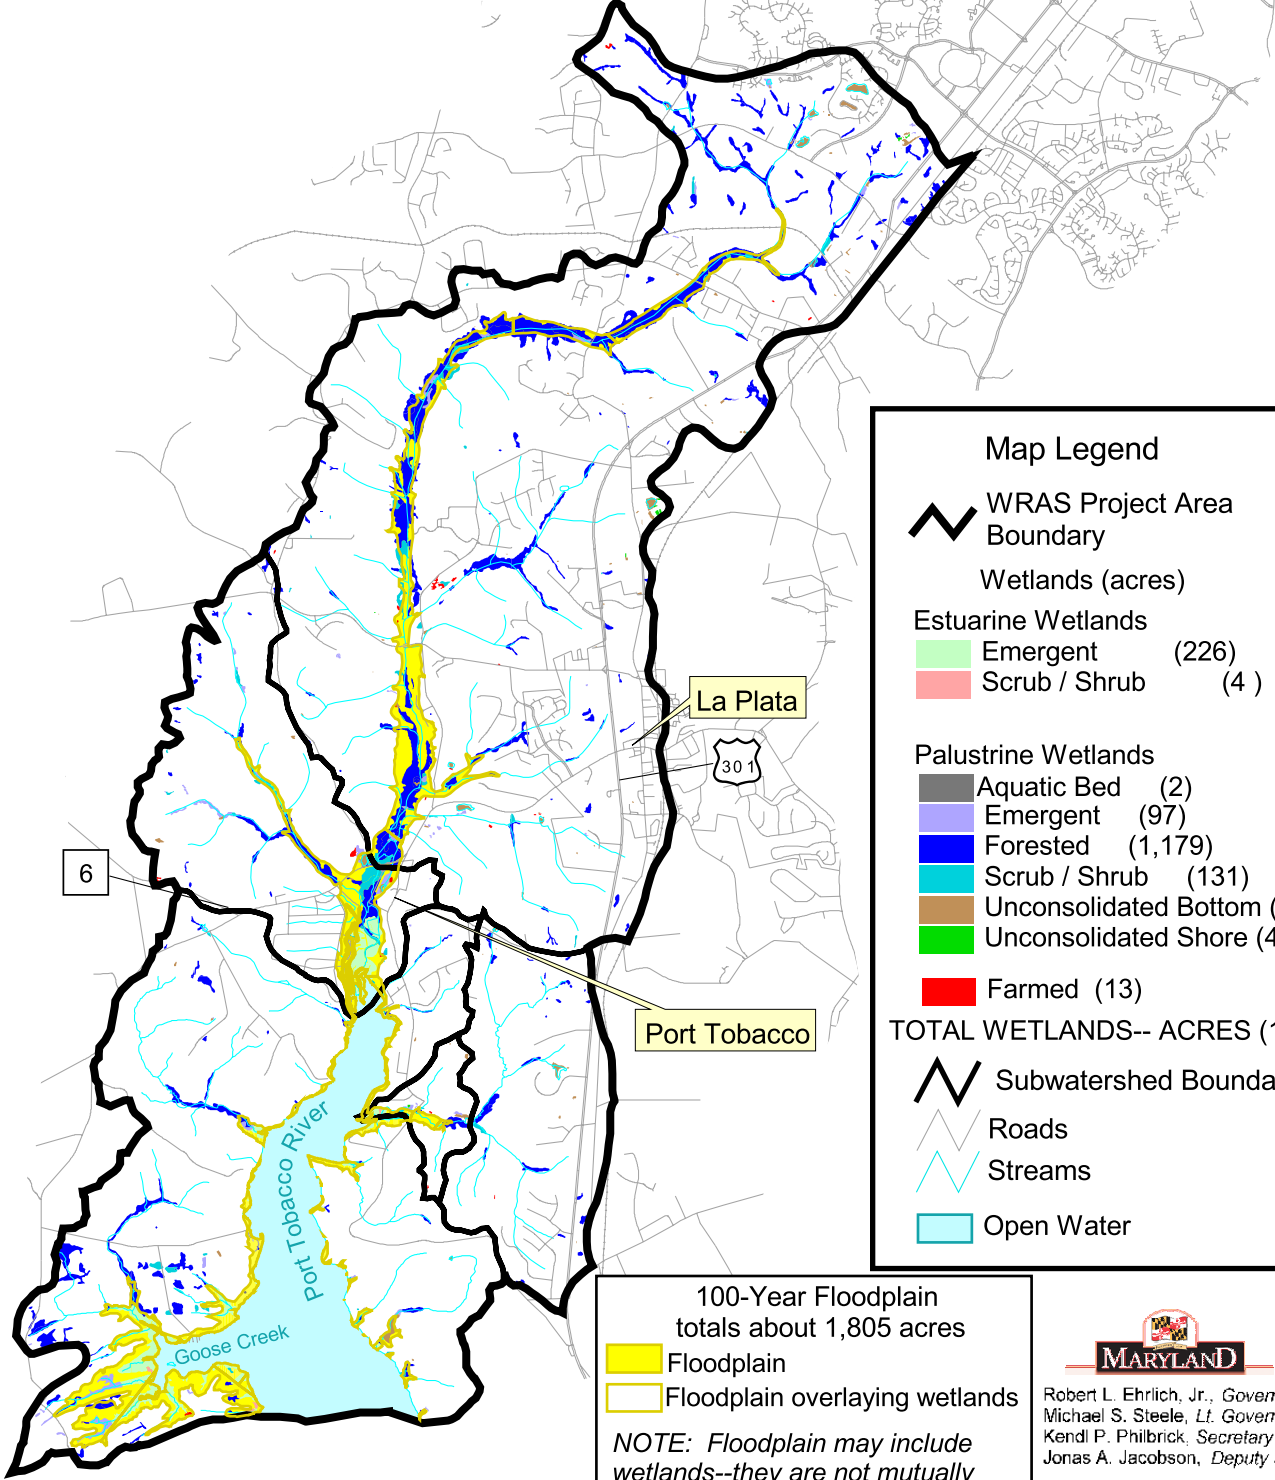 Map Legend
WRAS Project Area
Boundary
Wetlands (acres)
Estuarine Wetlands
Emergent (226)
Scrub / Shrub (4 )
Palustrine Wetlands
Aquatic Bed (2)
Emergent (97)
Forested (1,179)
Scrub / Shrub (131)
Unconsolidated Bottom (
Unconsolidated Shore (4
Farmed (13)
TOTAL WETLANDS-- ACRES (1
Subwatershed Bounda
Roads
Streams
Open Water
La Plata
301
6
Port Tobacco
Port Tobacco River
Goose Creek
100-Year Floodplain
totals about 1,805 acres
Floodplain
Floodplain overlaying wetlands
NOTE: Floodplain may include
wetlands--they are not mutually
MARYLAND
Robert L. Ehrlich, Jr., Govern
Michael S. Steele, Lt. Govern
Kendl P. Philbrick, Secretary
Jonas A. Jacobson, Deputy